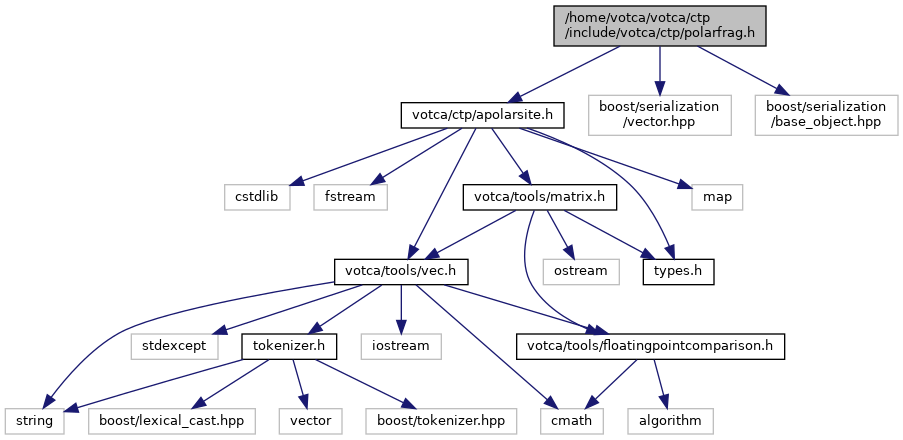 /home/votca/votca/ctp
/include/votca/ctp/polarfrag.h
votca/ctp/apolarsite.h
boost/serialization
/vector.hpp
boost/serialization
/base_object.hpp
cstdlib
fstream
votca/tools/matrix.h
map
votca/tools/vec.h
ostream
types.h
stdexcept
tokenizer.h
iostream
votca/tools/floatingpointcomparison.h
string
boost/lexical_cast.hpp
vector
boost/tokenizer.hpp
cmath
algorithm